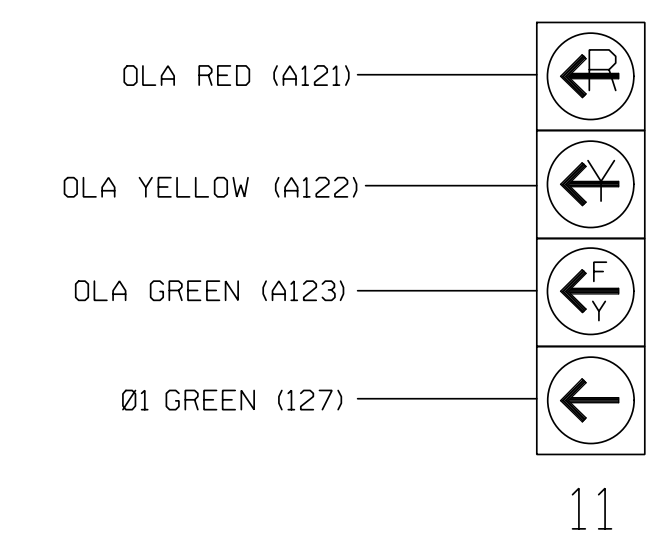 OLA RED (A121)
R
OLA YELLOW (A122)
Y
OLA GREEN (A123)
F
Y
Ø1 GREEN (127)
11